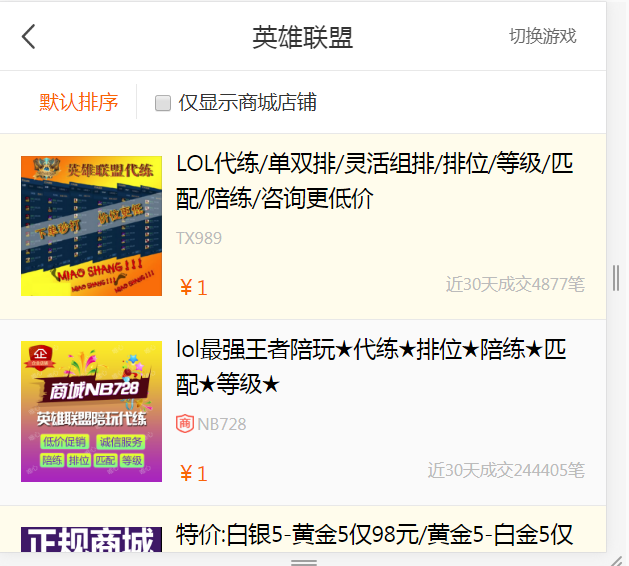 英雄联盟
切换游戏
默认排序
仅显示商城店铺
英雄联盟代练
MIAO SHANG!!!
MIAO SHANG!!!
MIAO SHANG!!!
LOL代练/单双排/灵活组排/排位/等级/匹
配/陪练/咨询更低价
TX989
¥1
近30天成交4877笔
企
商城NB728
英雄联盟陪玩代练
低价促销 诚信服务
陪练 排位 匹配 等级
lol最强王者陪玩★代练★排位★陪练★匹
配★等级★
商 NB728
¥1
近30天成交244405笔
正规商城
特价:白银5-黄金5仅98元/黄金5-白金5仅